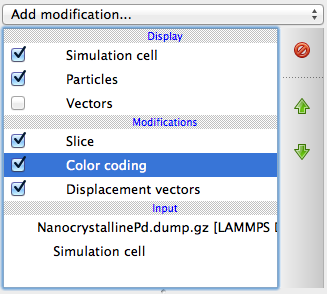 Add modification...
Display
Simulation cell
Particles
Vectors
Modifications
Slice
Color coding
Displacement vectors
Input
NanocrystallinePd.dump.gz [LAMMPS D
Simulation cell